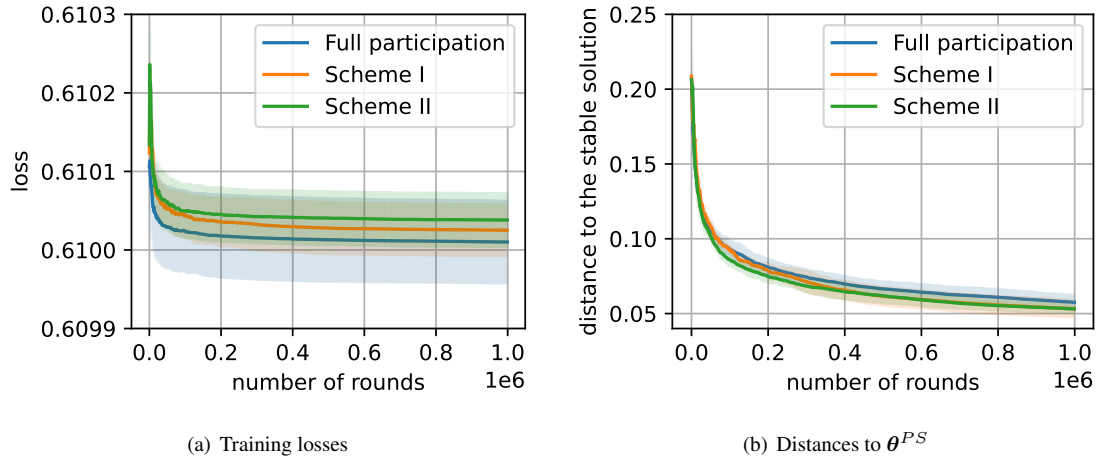 0.6103
0.6102
0.6101
0.6100
0.6099
loss
Full participation
Scheme I
Scheme II
0.0 0.2 0.4 0.6 0.8 1.0
number of rounds 1e6
(a) Training losses
0.25
0.20
0.15
0.10
0.05
distance to the stable solution
Full participation
Scheme I
Scheme II
0.0 0.2 0.4 0.6 0.8 1.0
number of rounds 1e6
(b) Distances to θ^{PS}